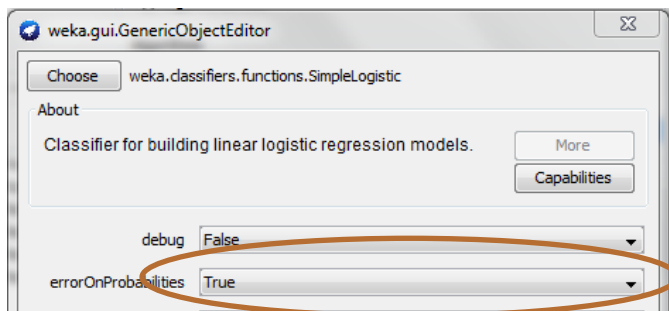 weka.gui.GenericObjectEditor
Choose weka.classifiers.functions.SimpleLogistic
About
Classifier for building linear logistic regression models.
More
Capabilities
debug False
errorOnProbabilities True